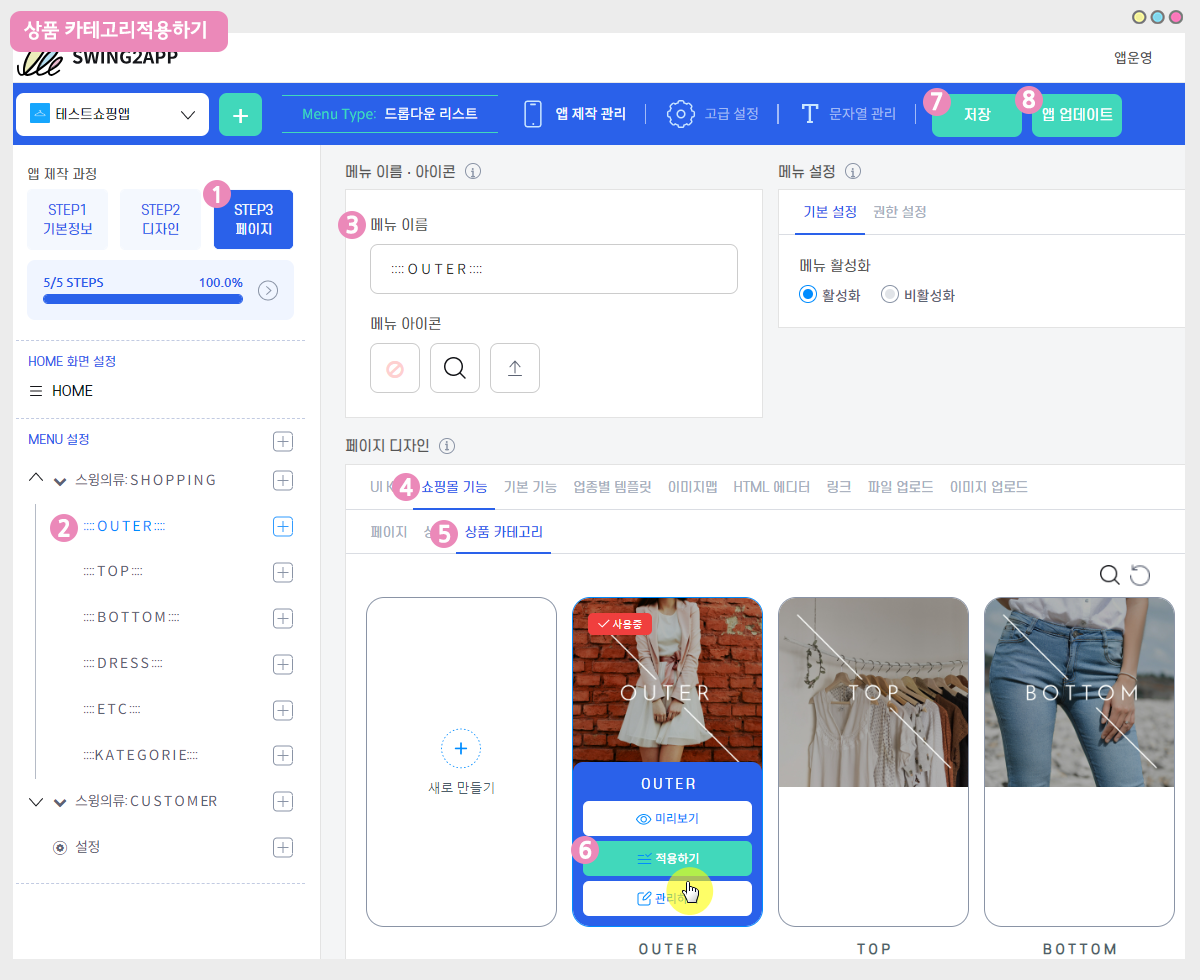 상품 카테고리적용하기
SWING2APP
앱운영
테스트쇼핑앱
+
Menu Type: 드롭다운 리스트
앱 제작 관리
고급 설정
문자열 관리
7
저장
8
앱 업데이트
앱 제작 과정
STEP1
기본정보
STEP2
디자인
1
STEP3
페이지
5/5 STEPS
100.0%
HOME 화면 설정
HOME
MENU 설정
스윙의류:SHOPPING
2
::::OUTER::::
::::TOP::::
::::BOTTOM::::
::::DRESS::::
::::ETC::::
::::KATEGORIE::::
스윙의류:CUSTOMER
설정
메뉴 이름 · 아이콘
3
메뉴 이름
::::OUTER::::
메뉴 아이콘
메뉴 설정
기본 설정
권한 설정
메뉴 활성화
활성화
비활성화
페이지 디자인
UI
4
쇼핑몰 기능
기본 기능
업종별 템플릿
이미지맵
HTML 에디터
링크
파일 업로드
이미지 업로드
페이지
5
상품 카테고리
+
새로 만들기
사용중
OUTER
OUTER
미리보기
6
적용하기
OUTER
TOP
TOP
BOTTOM
BOTTOM